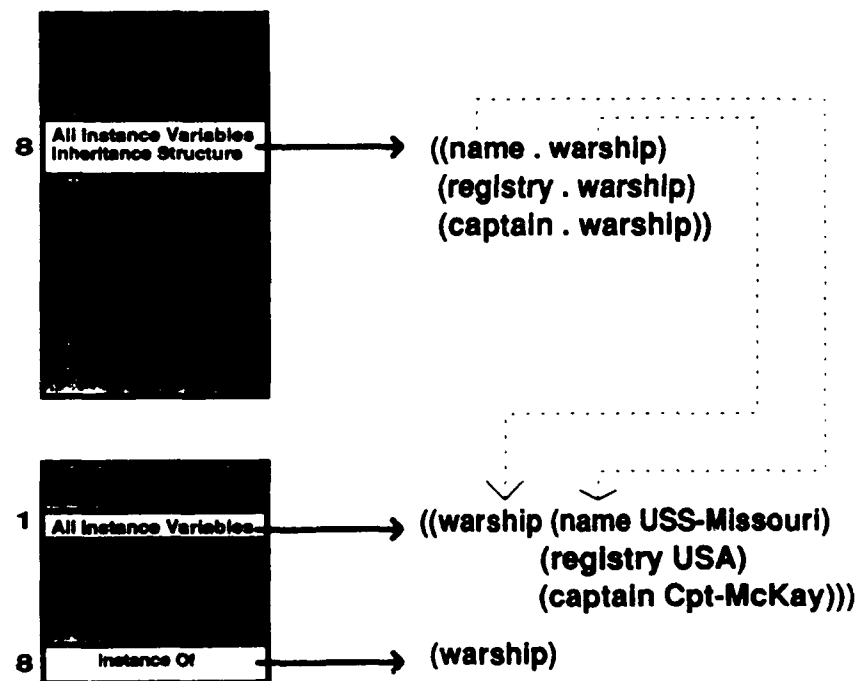 8
All Instance Variables
Inheritance Structure
((name . warship)
(registry . warship)
(captain . warship))
1
All Instance Variables
((warship (name USS-Missouri)
(registry USA)
(captain Cpt-McKay)))
8
Instance Of
(warship)